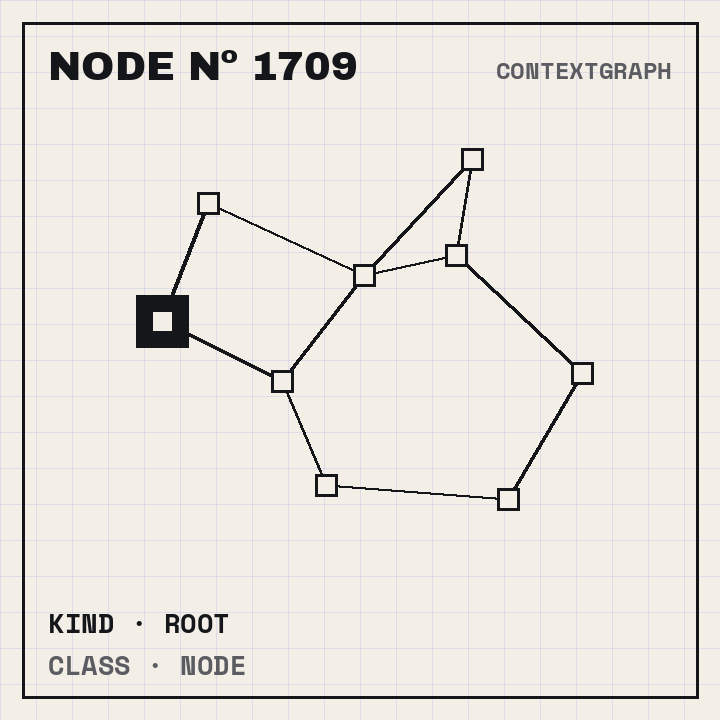 NODE Nº 1709
CONTEXTGRAPH
KIND · ROOT
CLASS · NODE